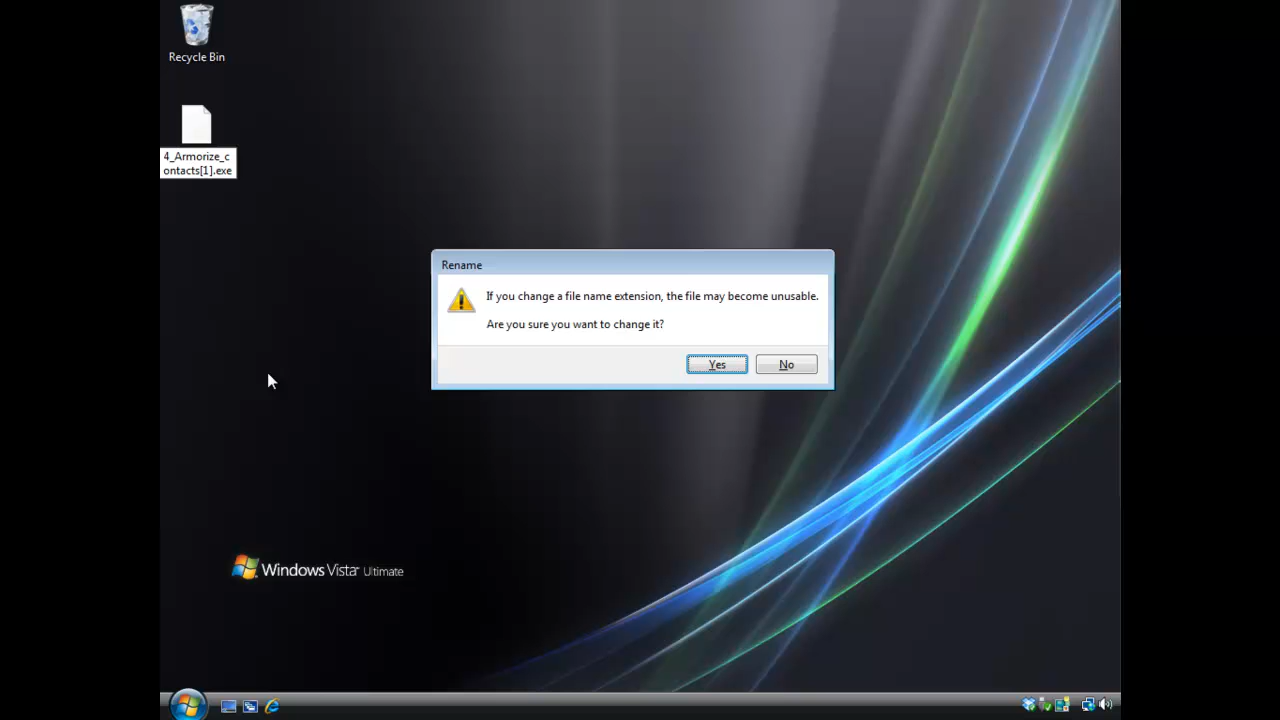 Recycle Bin
4_Armorize_c
ontacts[1].exe
Rename
If you change a file name extension, the file may become unusable.
Are you sure you want to change it?
Yes
No
Windows Vista Ultimate